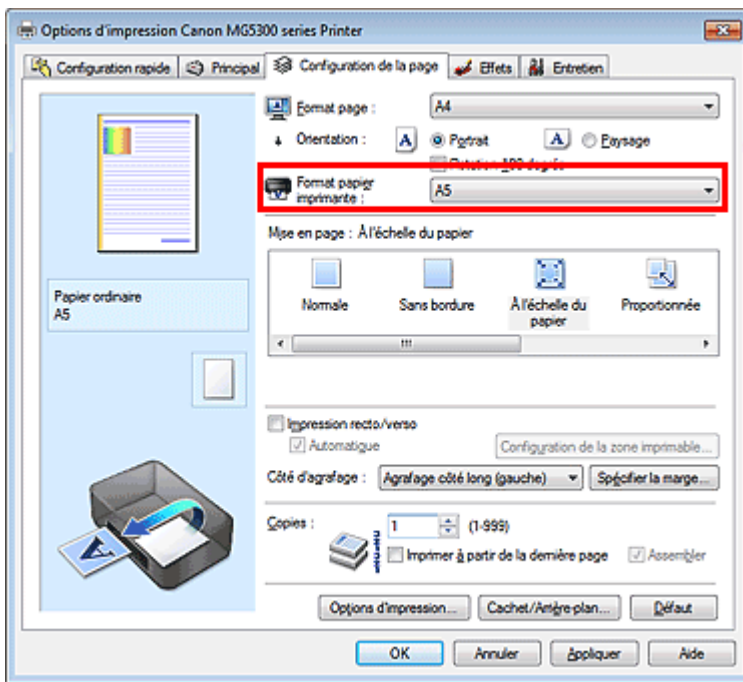 Options d'impression Canon MG5300 series Printer
Configuration rapide Principal Configuration de la page Effets Entretien
Format page : A4
Orientation : A Portrait A Paysage
Format papier imprimante : A5
Mise en page : À l'échelle du papier
Normale Sans bordure À l'échelle du papier Proportionnée
Papier ordinaire
A5
Impression recto/verso
Automatique Configuration de la zone imprimable...
Côté d'agrafage : Agrafage côté long (gauche) Spécifier la marge...
Copies : 1 (1-999)
Imprimer à partir de la dernière page Assembler
Options d'impression... Cachet/Arrière-plan... Défaut
OK Annuler Appliquer Aide